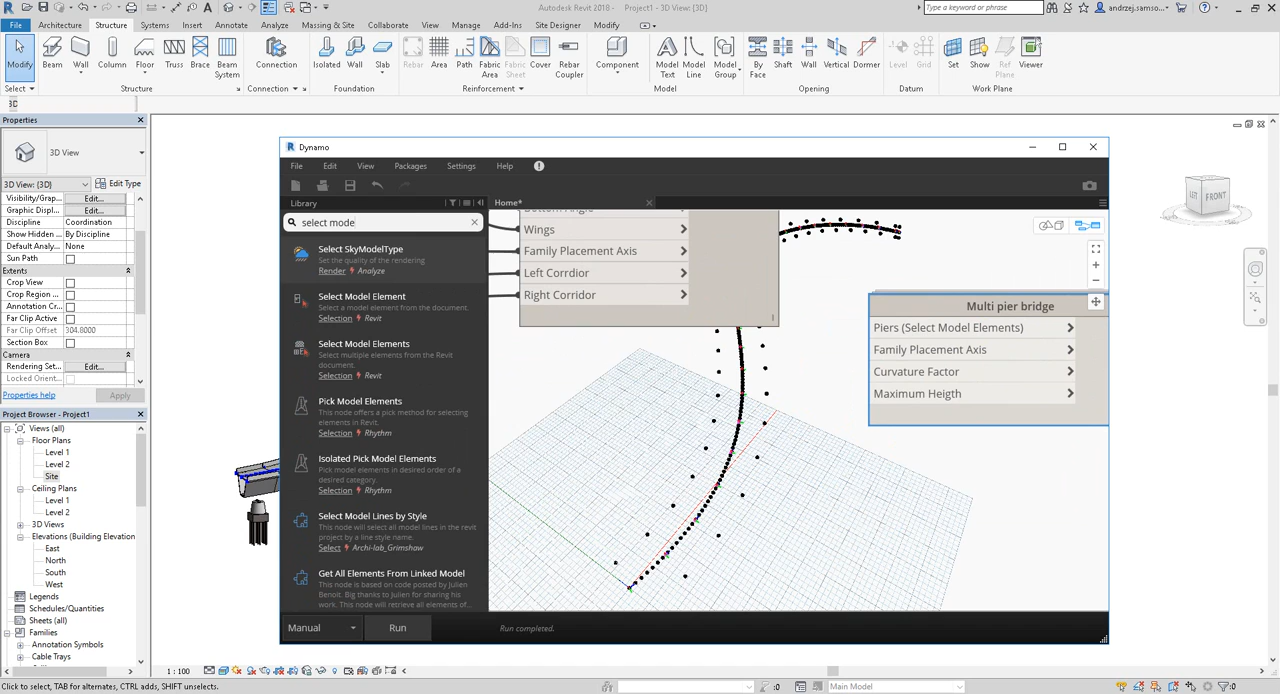 Autodesk Revit 2018 - Project1 - 3D View: {3D}
Type a keyword or phrase
andrzej.samso...
File Architecture Structure Systems Insert Annotate Analyze Massing & Site Collaborate View Manage Add-Ins Site Designer Modify
Modify Beam Wall Column Floor Truss Brace Beam System Connection Isolated Wall Slab Rebar Area Path Fabric Area Fabric Sheet Cover Rebar Coupler Component Model Text Model Line Model Group By Face Shaft Wall Vertical Dormer Level Grid Set Show Ref Plane Viewer
Select Structure Connection Foundation Reinforcement Model Opening Datum Work Plane
Properties
3D View
3D View: {3D} Edit Type
Visibility/Grap... Edit...
Graphic Displ... Edit...
Discipline Coordination
Show Hidden ... By Discipline
Default Analy... None
Sun Path
Extents
Crop View
Crop Region ...
Annotation C...
Far Clip Active
Far Clip Offset 304.8000
Section Box
Camera
Rendering Set... Edit...
Locked Orient...
Properties help Apply
Project Browser - Project1
Views (all)
Floor Plans
Level 1
Level 2
Site
Ceiling Plans
Level 1
Level 2
3D Views
Elevations (Building Elevation
East
North
South
West
Legends
Schedules/Quantities
Sheets (all)
Families
Annotation Symbols
Cable Trays
Dynamo
File Edit View Packages Settings Help
Library
Home*
select mode
Select SkyModelType
Set the quality of the rendering
Render Analyze
Select Model Element
Select a model element from the document.
Selection Revit
Select Model Elements
Select multiple elements from the Revit
document.
Selection Revit
Pick Model Elements
This node offers a pick method for selecting
elements in Revit.
Selection Rhythm
Isolated Pick Model Elements
Pick model elements in desired order of a
desired category.
Selection Rhythm
Select Model Lines by Style
This node will select all model lines in the revit
project by a line style name.
Select Archi-lab_Grimshaw
Get All Elements From Linked Model
This node is based on code posted by Julien
Benoit. Big thanks to Julien for sharing his
work. This node will retrieve all elements of...
Bottom Angle
Wings
Family Placement Axis
Left Corrdior
Right Corridor
Multi pier bridge
Piers (Select Model Elements)
Family Placement Axis
Curvature Factor
Maximum Heigth
LEFT FRONT
Manual Run Run completed.
1 : 100
Click to select, TAB for alternates, CTRL adds, SHIFT unselects.
:0
Main Model
:0